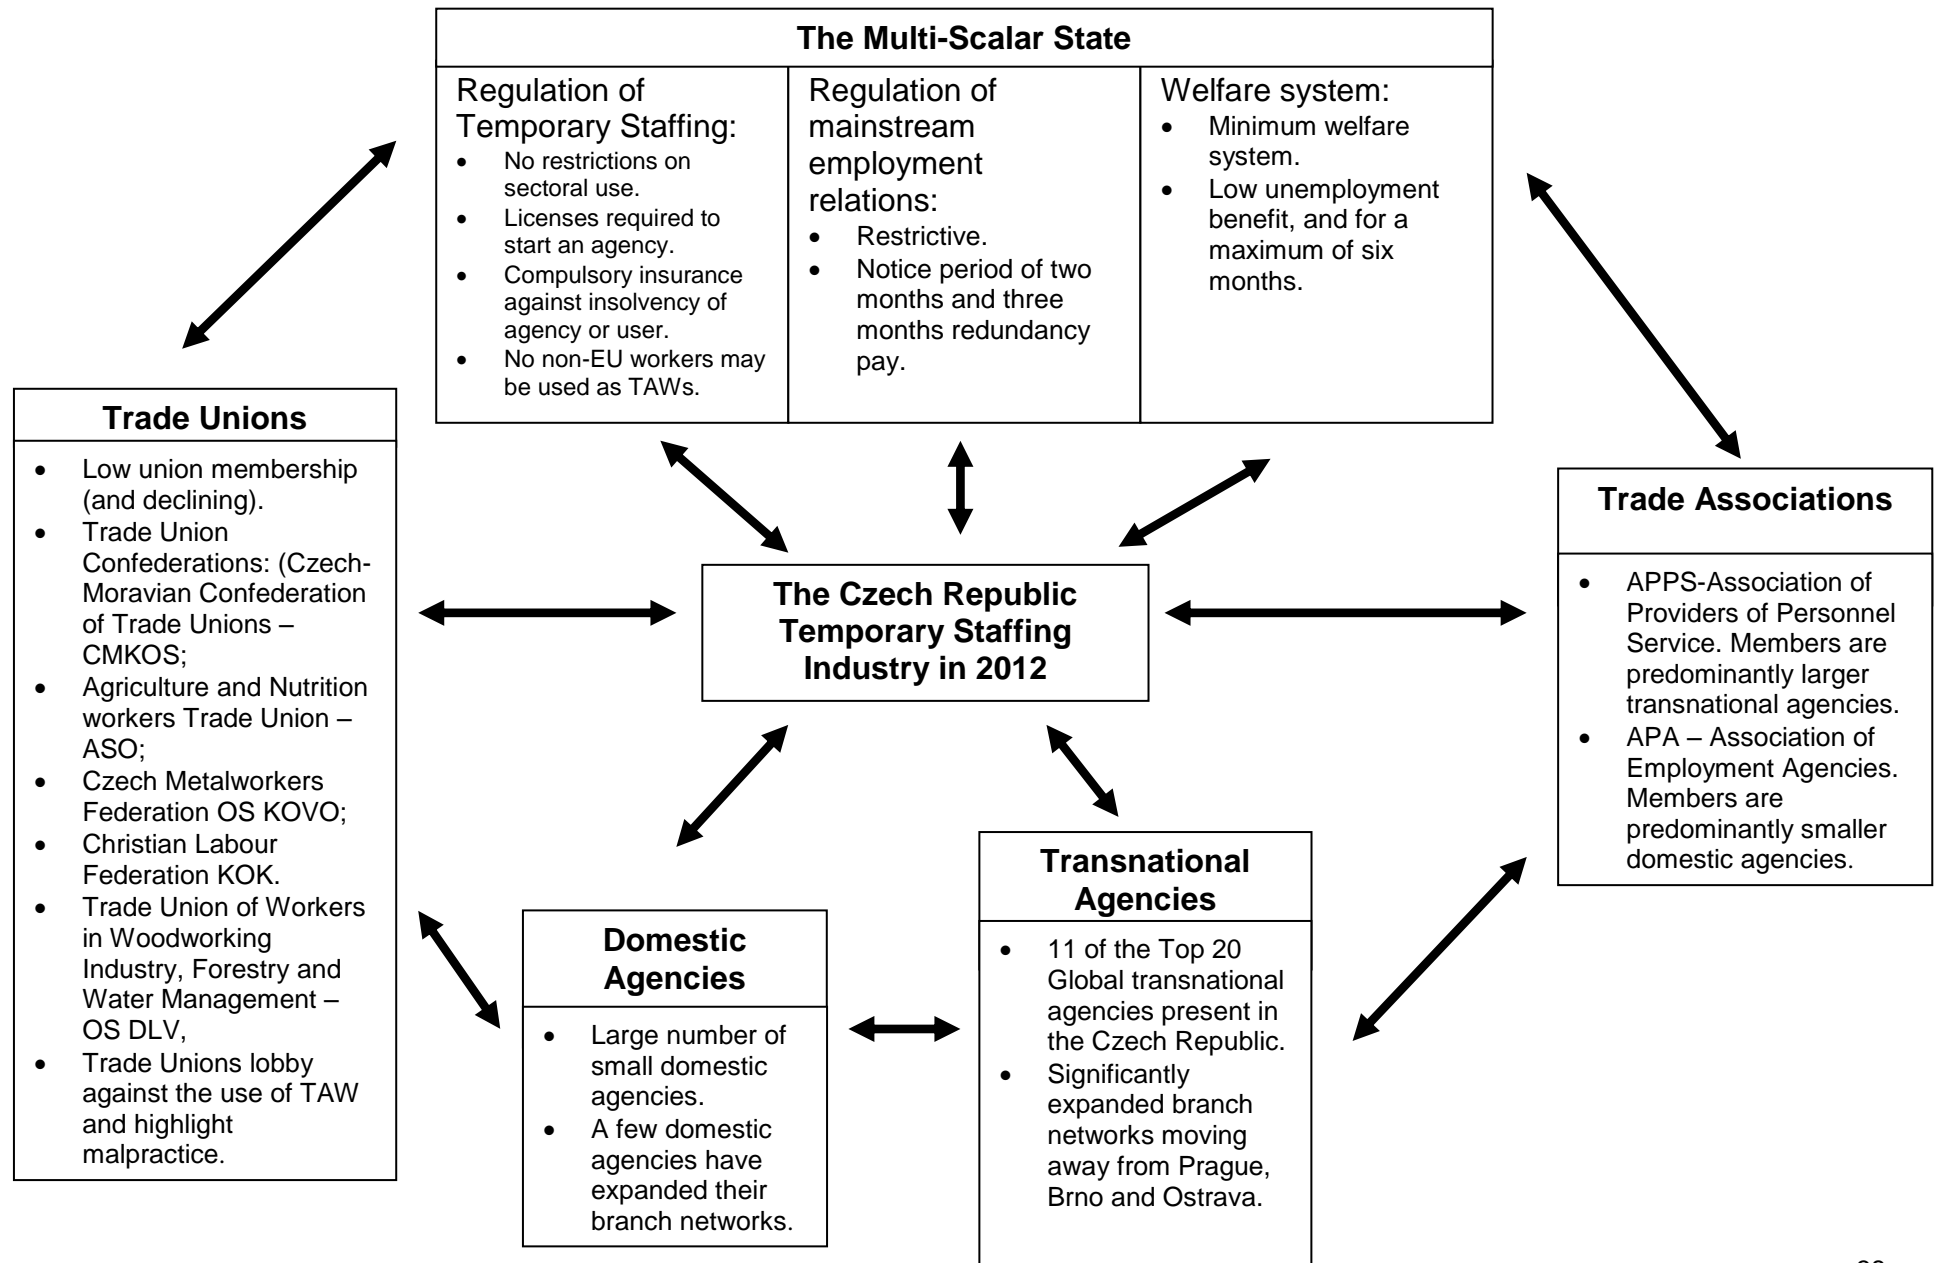 The Multi-Scalar State
Regulation of
Temporary Staffing:
• No restrictions on
sectoral use.
• Licenses required to
start an agency.
• Compulsory insurance
against insolvency of
agency or user.
• No non-EU workers may
be used as TAWs.
Regulation of
mainstream
employment
relations:
• Restrictive.
• Notice period of two
months and three
months redundancy
pay.
Welfare system:
• Minimum welfare
system.
• Low unemployment
benefit, and for a
maximum of six
months.
Trade Unions
• Low union membership
(and declining).
• Trade Union
Confederations: (Czech-
Moravian Confederation
of Trade Unions –
CMKOS;
• Agriculture and Nutrition
workers Trade Union –
ASO;
• Czech Metalworkers
Federation OS KOVO;
• Christian Labour
Federation KOK.
• Trade Union of Workers
in Woodworking
Industry, Forestry and
Water Management –
OS DLV,
• Trade Unions lobby
against the use of TAW
and highlight
malpractice.
The Czech Republic
Temporary Staffing
Industry in 2012
Trade Associations
• APPS-Association of
Providers of Personnel
Service. Members are
predominantly larger
transnational agencies.
• APA – Association of
Employment Agencies.
Members are
predominantly smaller
domestic agencies.
Domestic
Agencies
• Large number of
small domestic
agencies.
• A few domestic
agencies have
expanded their
branch networks.
Transnational
Agencies
• 11 of the Top 20
Global transnational
agencies present in
the Czech Republic.
• Significantly
expanded branch
networks moving
away from Prague,
Brno and Ostrava.